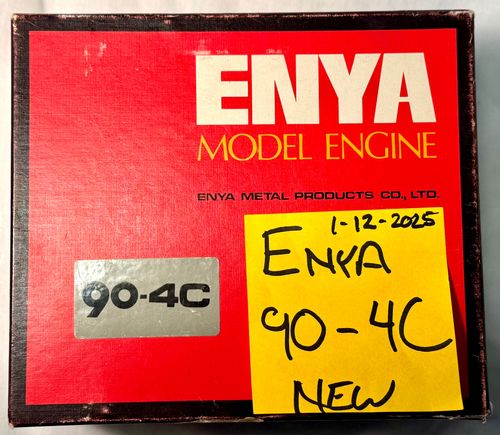 ENYA
MODEL ENGINE
ENYA METAL PRODUCTS CO., LTD.
90-4C
1-12-2025
ENYA
90-4C
NEW